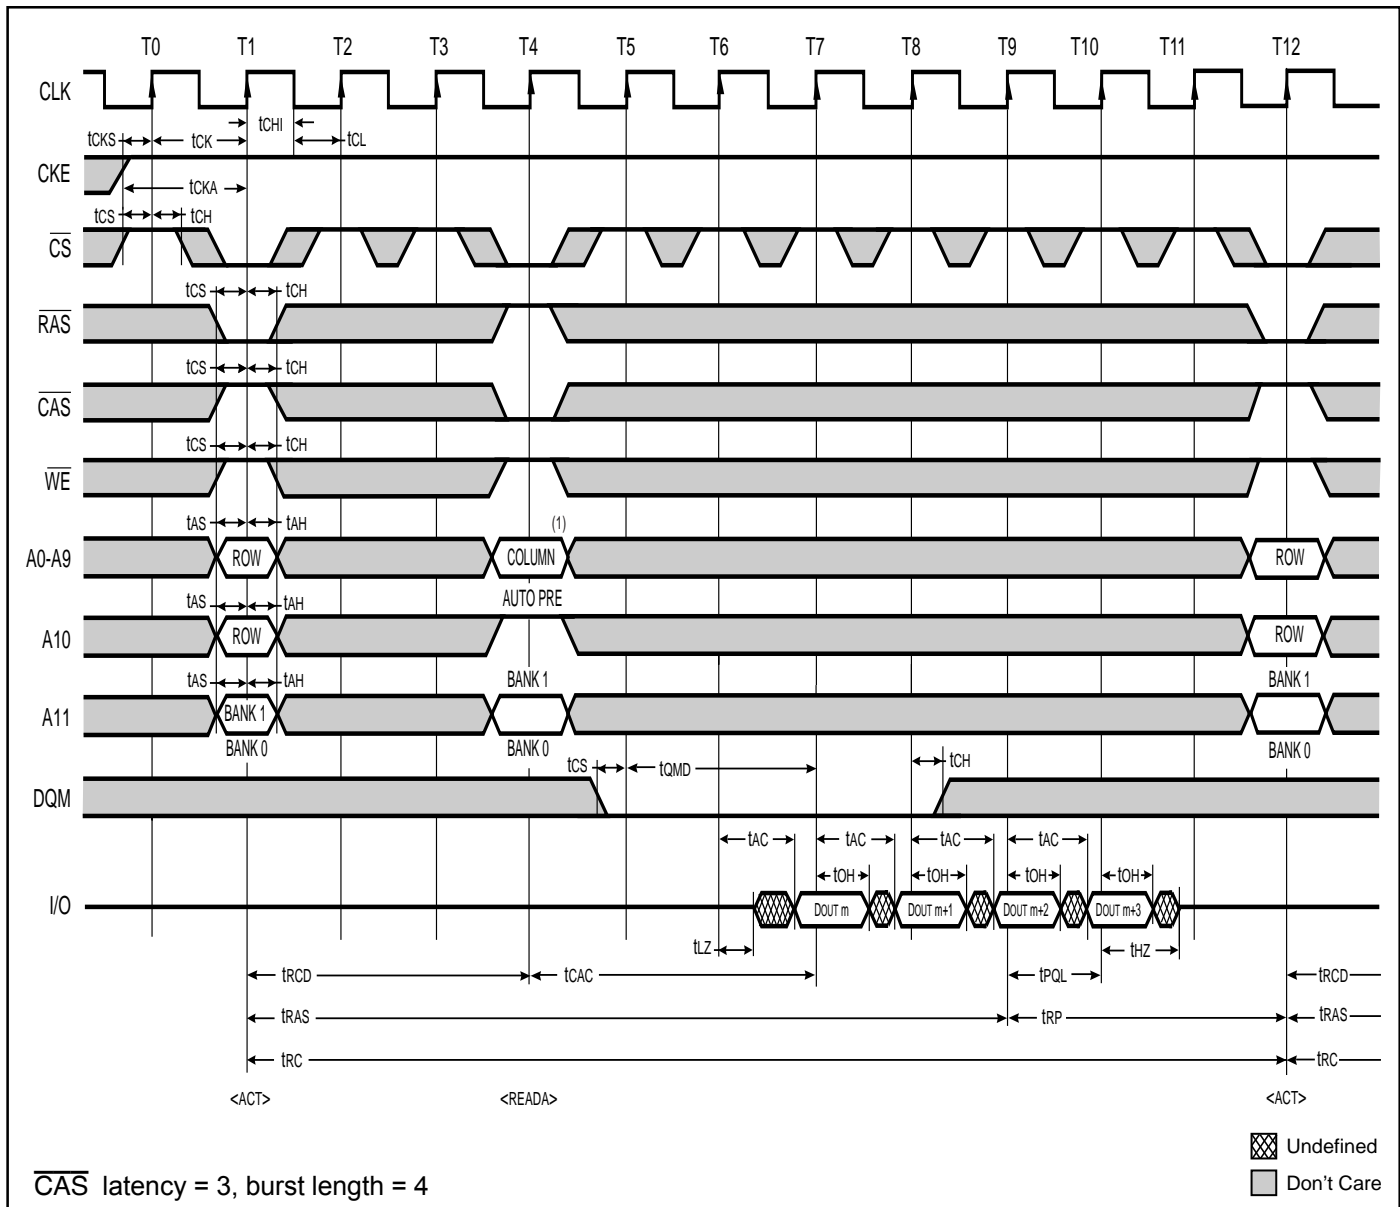 T0 T1 T2 T3 T4 T5 T6 T7 T8 T9 T10 T11 T12
CLK
tCHI
tCKS tCK tCL
CKE
tCKA
tCS tCH
CS
tCS tCH
RAS
tCS tCH
CAS
tCS tCH
WE
tAS tAH (1)
A0-A9 ROW COLUMN ROW
tAS tAH AUTO PRE
A10 ROW ROW
tAS tAH BANK 1 BANK 1
A11 BANK 1
BANK 0 BANK 0 BANK 0
tCS tQMD tCH
DQM
tAC tAC tAC tAC
tOH tOH tOH tOH
I/O DOUT m DOUT m+1 DOUT m+2 DOUT m+3
tLZ tHZ
tRCD tCAC tPQL tRCD
tRAS tRP tRAS
tRC tRC
<ACT> <READA> <ACT>
Undefined
CAS latency = 3, burst length = 4 Don't Care